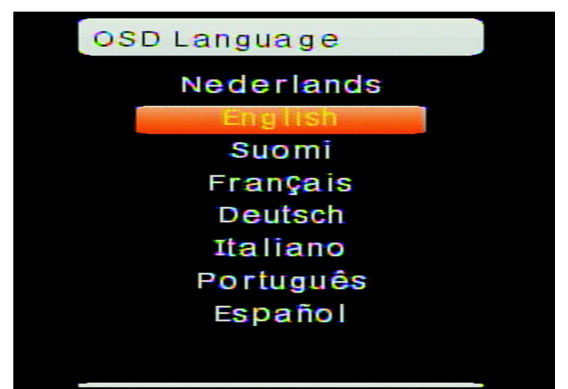 OSD Language
Nederlands
English
Suomi
Français
Deutsch
Italiano
Português
Español